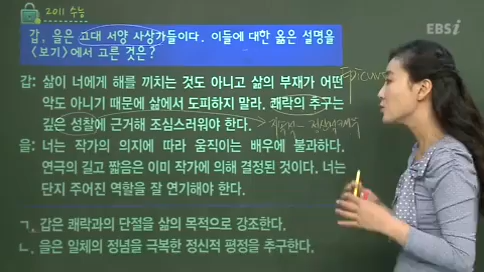 2011 수능
EBSi
갑, 을은 고대 서양 사상가들이다. 이들에 대한 옳은 설명을
<보기>에서 고른 것은?
Epicurus
갑: 삶이 너에게 해를 끼치는 것도 아니고 삶의 부재가 어떤
악도 아니기 때문에 삶에서 도피하지 말라. 쾌락의 추구는
깊은 성찰에 근거해 조심스러워야 한다.
을: 너는 작가의 의지에 따라 움직이는 배우에 불과하다.
연극의 길고 짧음은 이미 작가에 의해 결정된 것이다. 너는
단지 주어진 역할을 잘 연기해야 한다.
ㄱ. 갑은 쾌락과의 단절을 삶의 목적으로 강조한다.
ㄴ. 을은 일체의 정념을 극복한 정신적 평정을 추구한다.